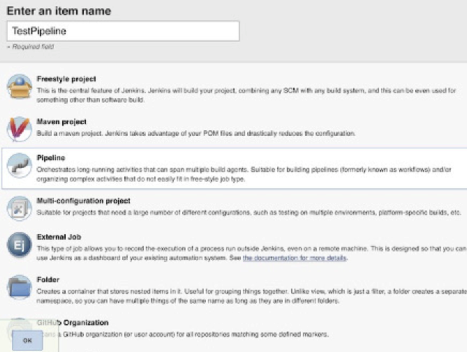 Enter an item name
TestPipeline
» Required field
Freestyle project
This is the central feature of Jenkins. Jenkins will build your project, combining any SCM with any build system, and this can be even used for
something other than software build.
Maven project
Build a maven project. Jenkins takes advantage of your POM files and drastically reduces the configuration.
Pipeline
Orchestrates long-running activities that can span multiple build agents. Suitable for building pipelines (formerly known as workflows) and/or
organizing complex activities that do not easily fit in free-style job type.
Multi-configuration project
Suitable for projects that need a large number of different configurations, such as testing on multiple environments, platform-specific builds, etc.
Ej
External Job
This type of job allows you to record the execution of a process run outside Jenkins, even on a remote machine. This is designed so that you can
use Jenkins as a dashboard of your existing automation system. See the documentation for more details.
Folder
Creates a container that stores nested items in it. Useful for grouping things together. Unlike view, which is just a filter, a folder creates a separate
namespace, so you can have multiple things of the same name as long as they are in different folders.
GitHub Organization
a GitHub organization (or user account) for all repositories matching some defined markers.
OK